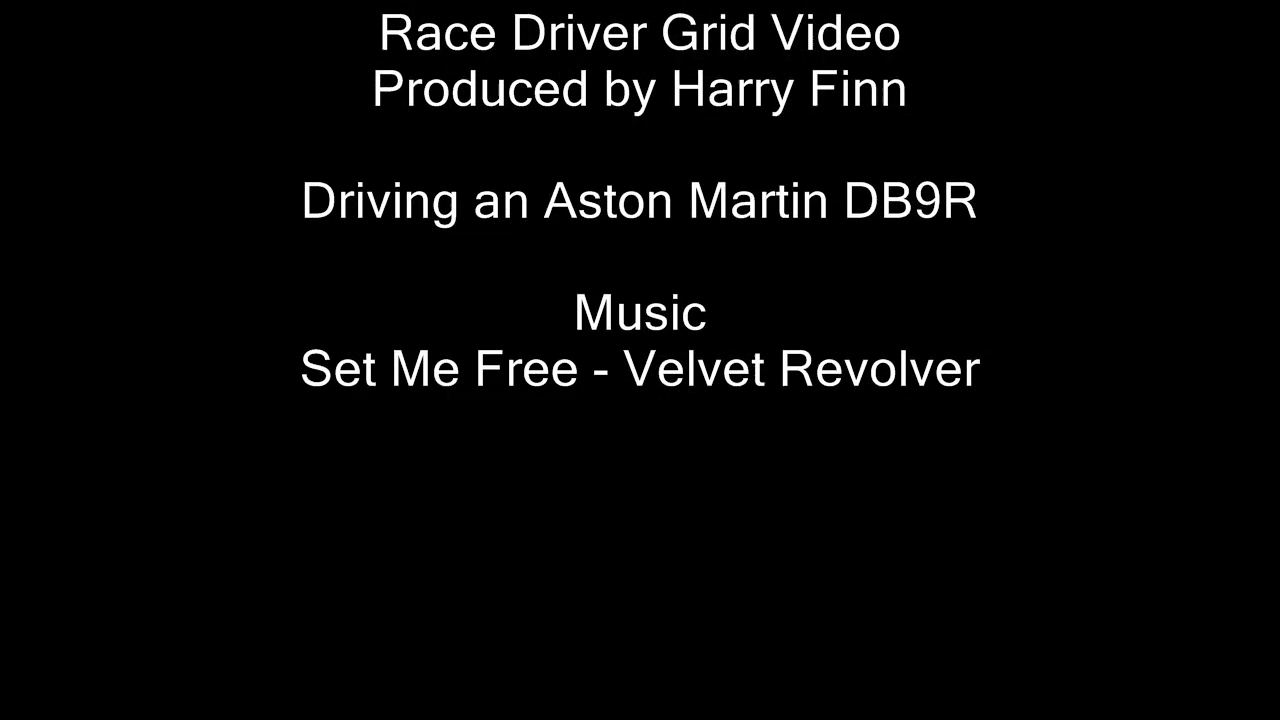 Race Driver Grid Video
Produced by Harry Finn
Driving an Aston Martin DB9R
Music
Set Me Free - Velvet Revolver